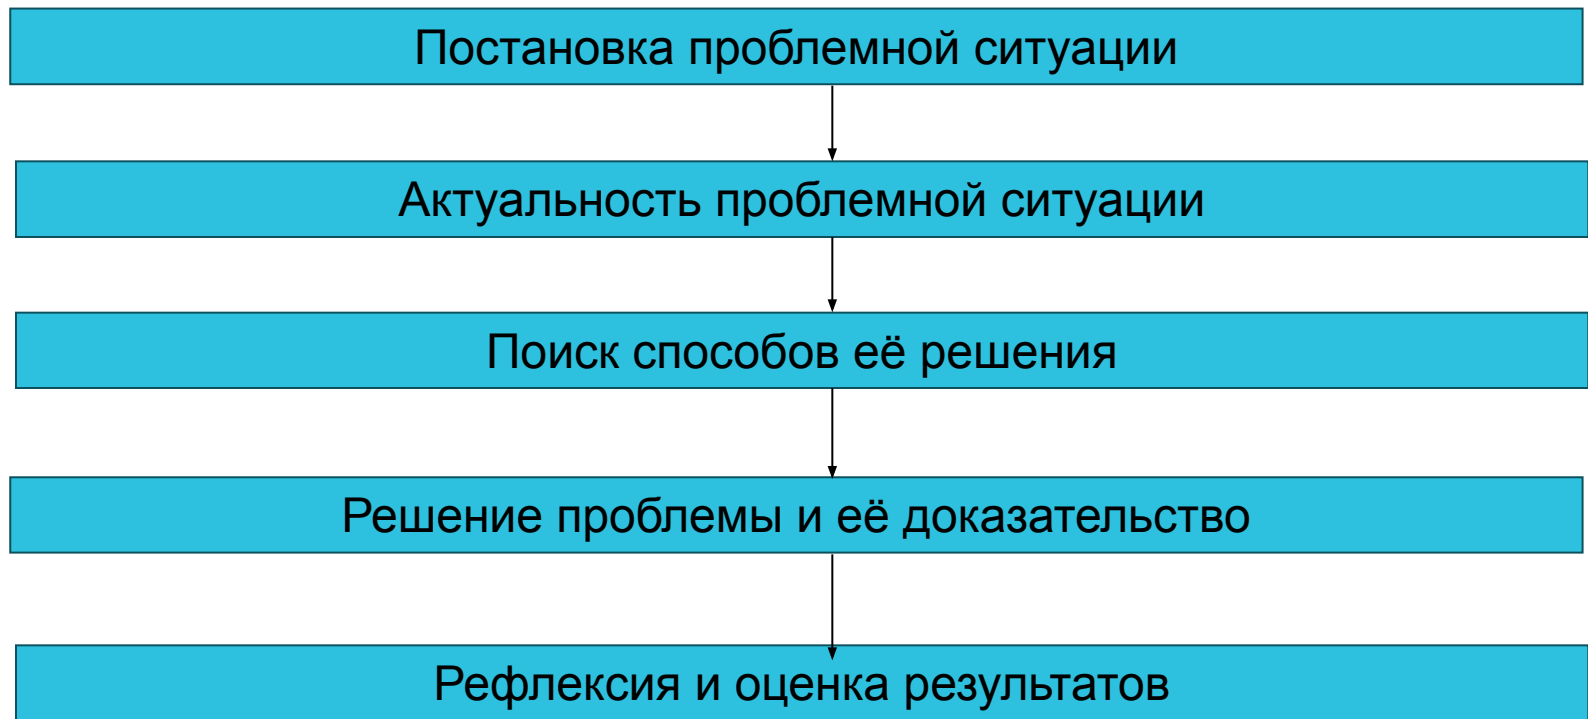 Постановка проблемной ситуации
Актуальность проблемной ситуации
Поиск способов её решения
Решение проблемы и её доказательство
Рефлексия и оценка результатов